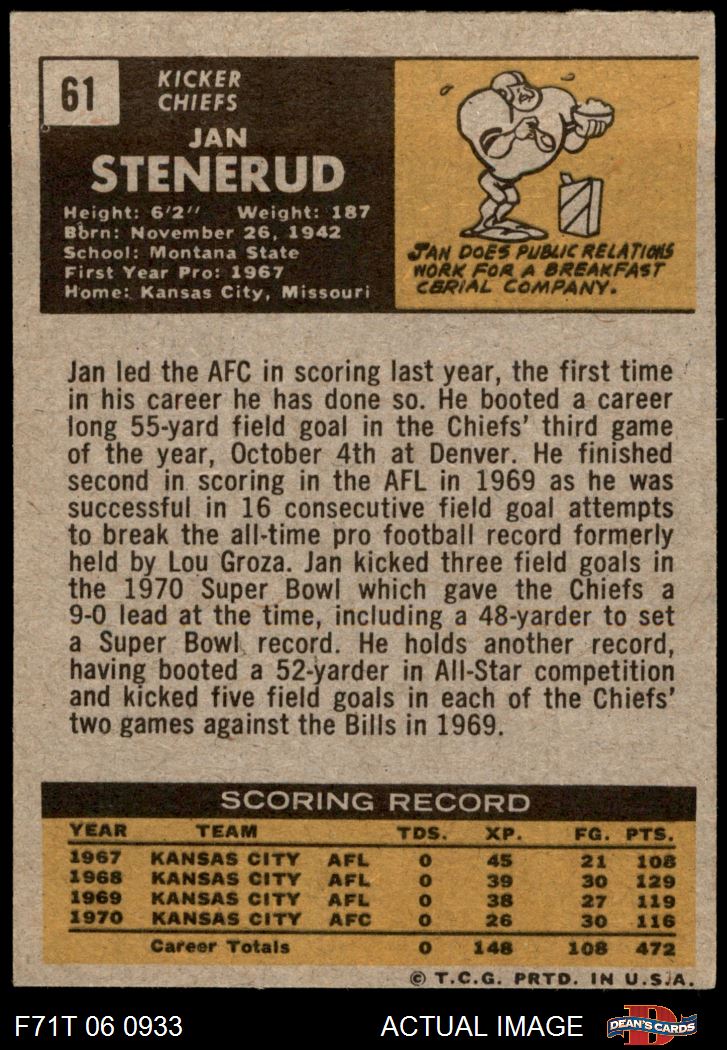 61
KICKER
CHIEFS
JAN
STENERUD
Height: 6'2" Weight: 187
Born: November 26, 1942
School: Montana State
First Year Pro: 1967
Home: Kansas City, Missouri
JAN DOES PUBLIC RELATIONS
WORK FOR A BREAKFAST
CERIAL COMPANY.
Jan led the AFC in scoring last year, the first time
in his career he has done so. He booted a career
long 55-yard field goal in the Chiefs' third game
of the year, October 4th at Denver. He finished
second in scoring in the AFL in 1969 as he was
successful in 16 consecutive field goal attempts
to break the all-time pro football record formerly
held by Lou Groza. Jan kicked three field goals in
the 1970 Super Bowl which gave the Chiefs a
9-0 lead at the time, including a 48-yarder to set
a Super Bowl record. He holds another record,
having booted a 52-yarder in All-Star competition
and kicked five field goals in each of the Chiefs'
two games against the Bills in 1969.
SCORING RECORD
YEAR TEAM TDS. XP. FG. PTS.
1967 KANSAS CITY AFL 0 45 21 108
1968 KANSAS CITY AFL 0 39 30 129
1969 KANSAS CITY AFL 0 38 27 119
1970 KANSAS CITY AFC 0 26 30 116
Career Totals 0 148 108 472
© T.C.G. PRTD. IN U.S.A.
F71T 06 0933 ACTUAL IMAGE D DEAN'S CARDS